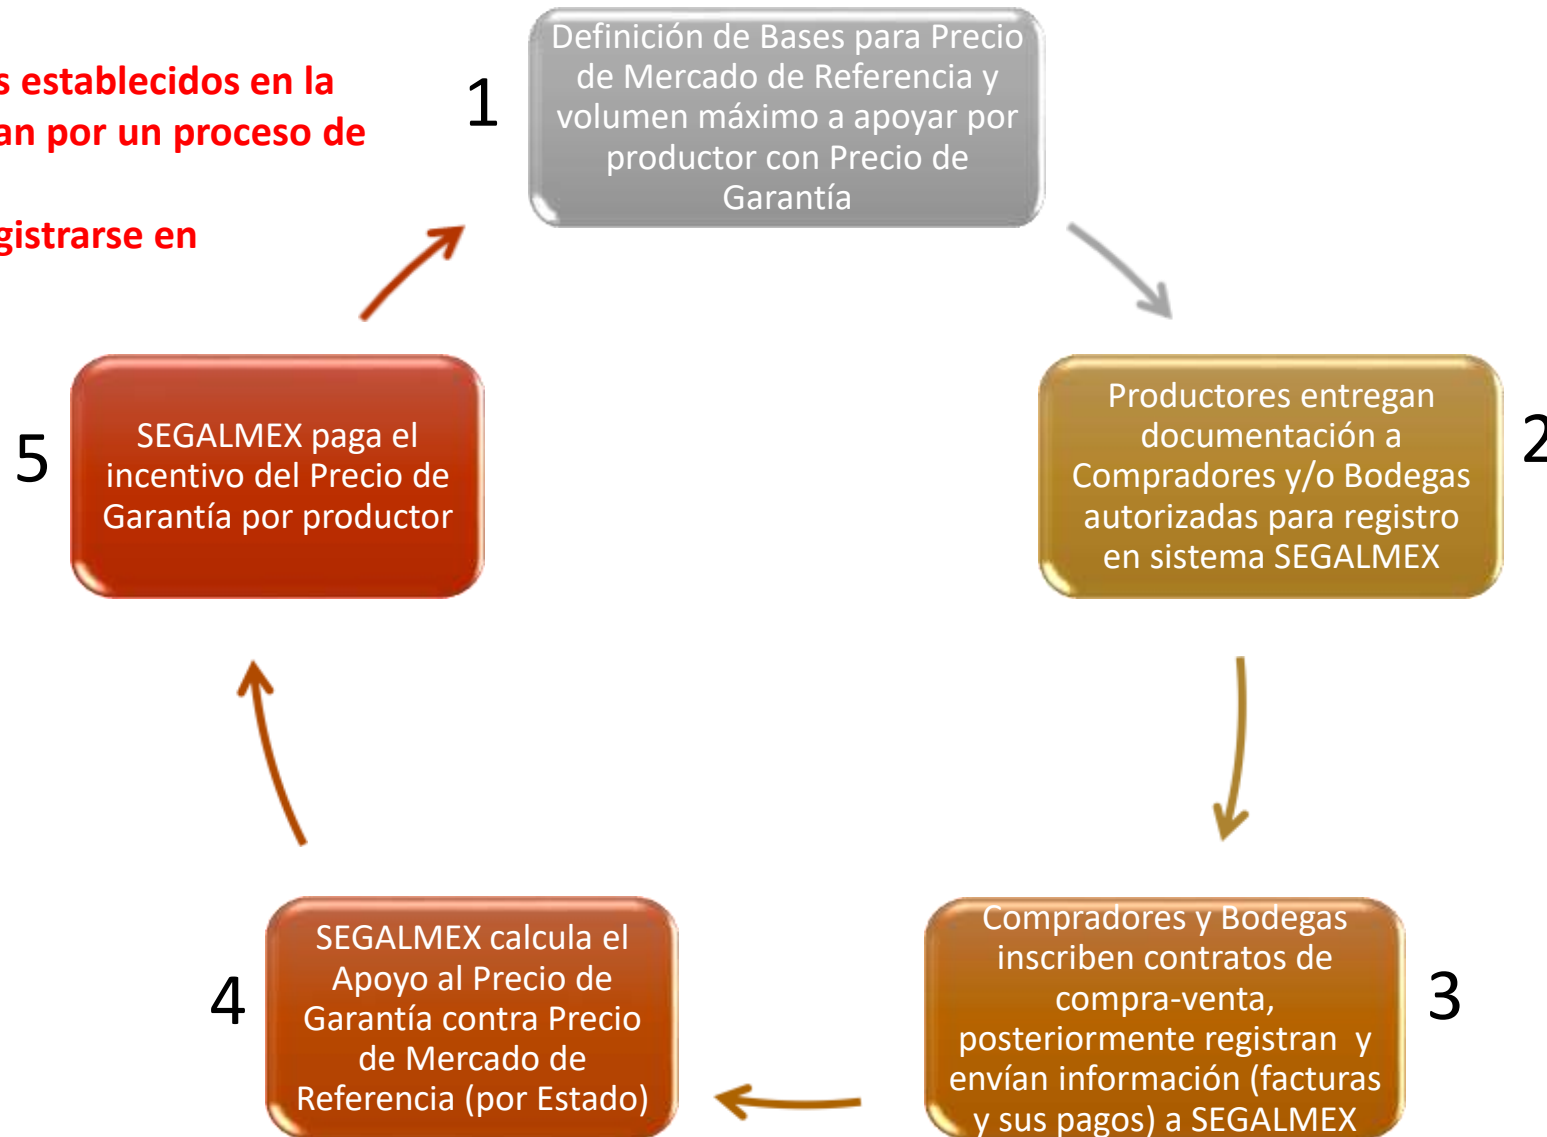 s establecidos en la
an por un proceso de
gistrarse en
1
Definición de Bases para Precio
de Mercado de Referencia y
volumen máximo a apoyar por
productor con Precio de
Garantía
2
Productores entregan
documentación a
Compradores y/o Bodegas
autorizadas para registro
en sistema SEGALMEX
3
Compradores y Bodegas
inscriben contratos de
compra-venta,
posteriormente registran y
envían información (facturas
y sus pagos) a SEGALMEX
4
SEGALMEX calcula el
Apoyo al Precio de
Garantía contra Precio
de Mercado de
Referencia (por Estado)
5
SEGALMEX paga el
incentivo del Precio de
Garantía por productor